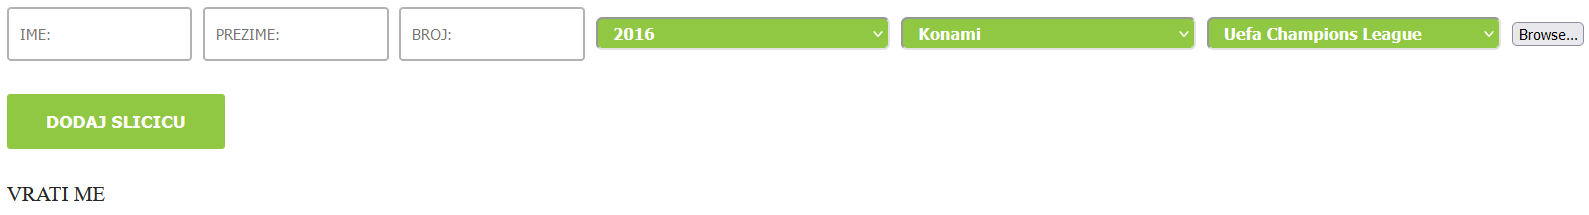 IME: PREZIME: BROJ: 2016 Konami Uefa Champions League Browse...
DODAJ SLICICU
VRATI ME